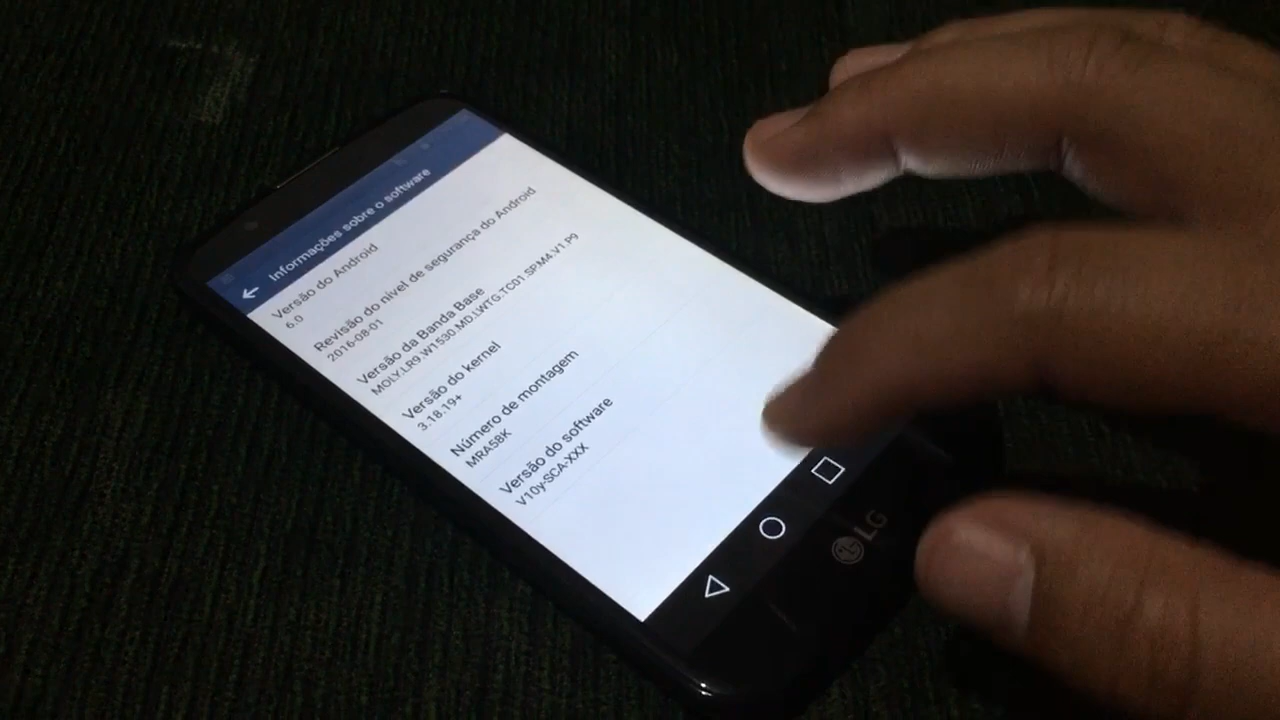 Informações sobre o software
Versão do Android
6.0
Revisão do nível de segurança do Android
2016-08-01
Versão da Banda Base
MOLY.LR9.W1530.MD.LWTG.TC01.SP.M4.V1.P9
Versão do kernel
3.18.19+
Número de montagem
MRA58K
Versão do software
V10y-SCA-XXX
LG